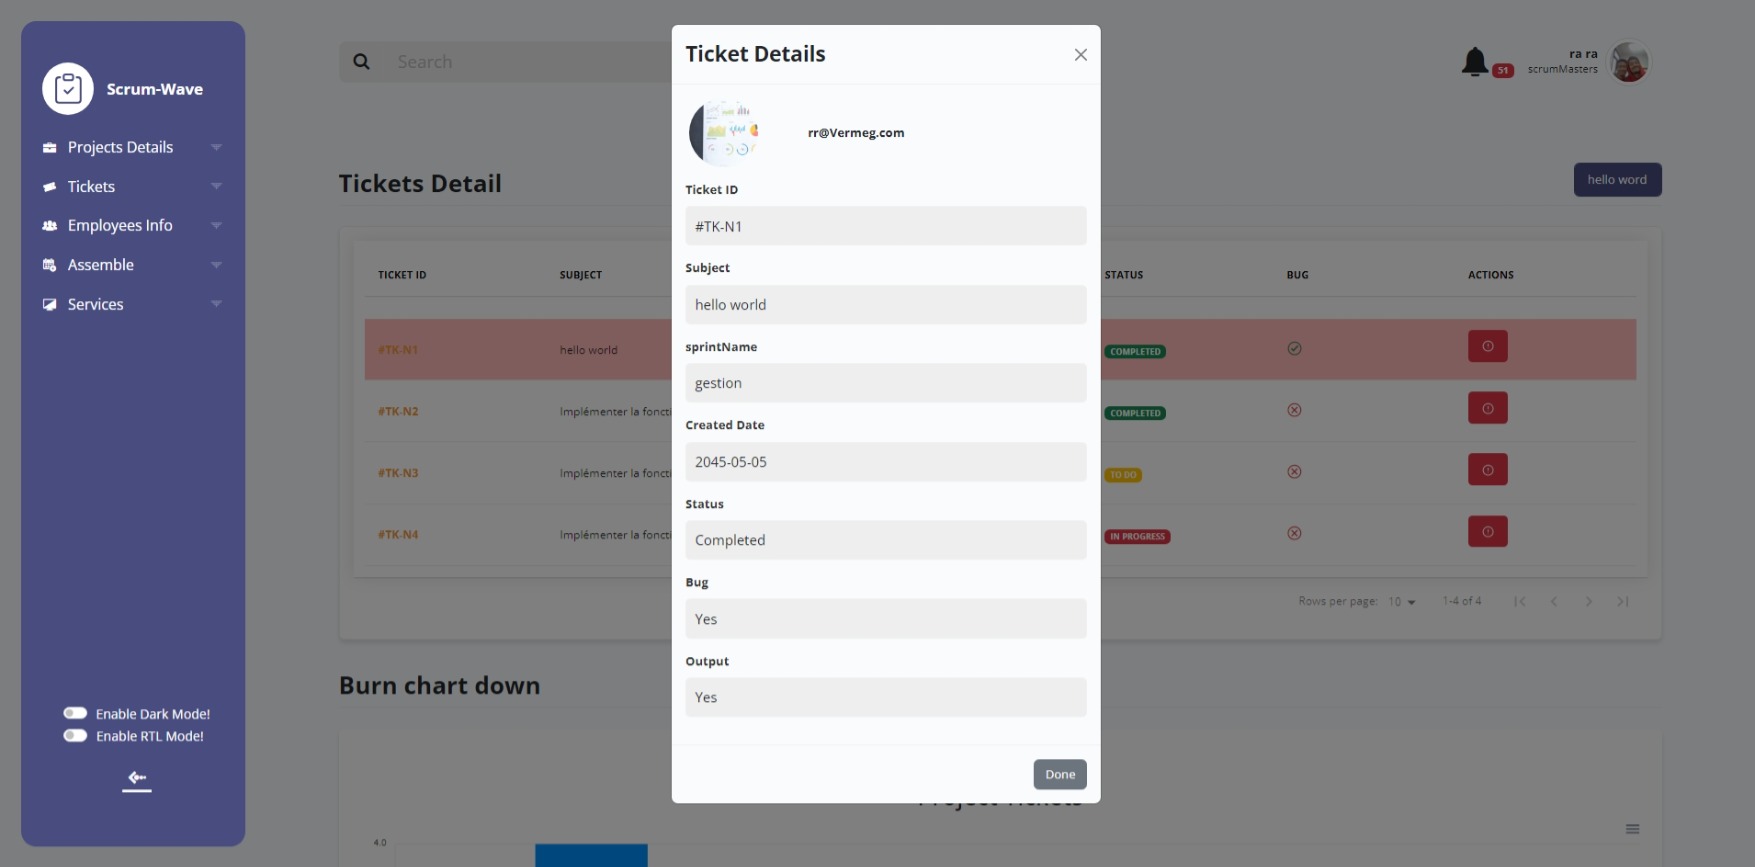 Scrum-Wave
Projects Details
Tickets
Employees Info
Assemble
Services
Enable Dark Mode!
Enable RTL Mode!
Search
51
ra ra
scrumMasters
Tickets Detail
hello word
TICKET ID SUBJECT STATUS BUG ACTIONS
#TK-N1 hello world COMPLETED
#TK-N2 Implémenter la foncti COMPLETED
#TK-N3 Implémenter la foncti TO DO
#TK-N4 Implémenter la foncti IN PROGRESS
Rows per page: 10 1-4 of 4
Burn chart down
Project Tickets
4.0
Ticket Details
rr@Vermeg.com
Ticket ID
#TK-N1
Subject
hello world
sprintName
gestion
Created Date
2045-05-05
Status
Completed
Bug
Yes
Output
Yes
Done